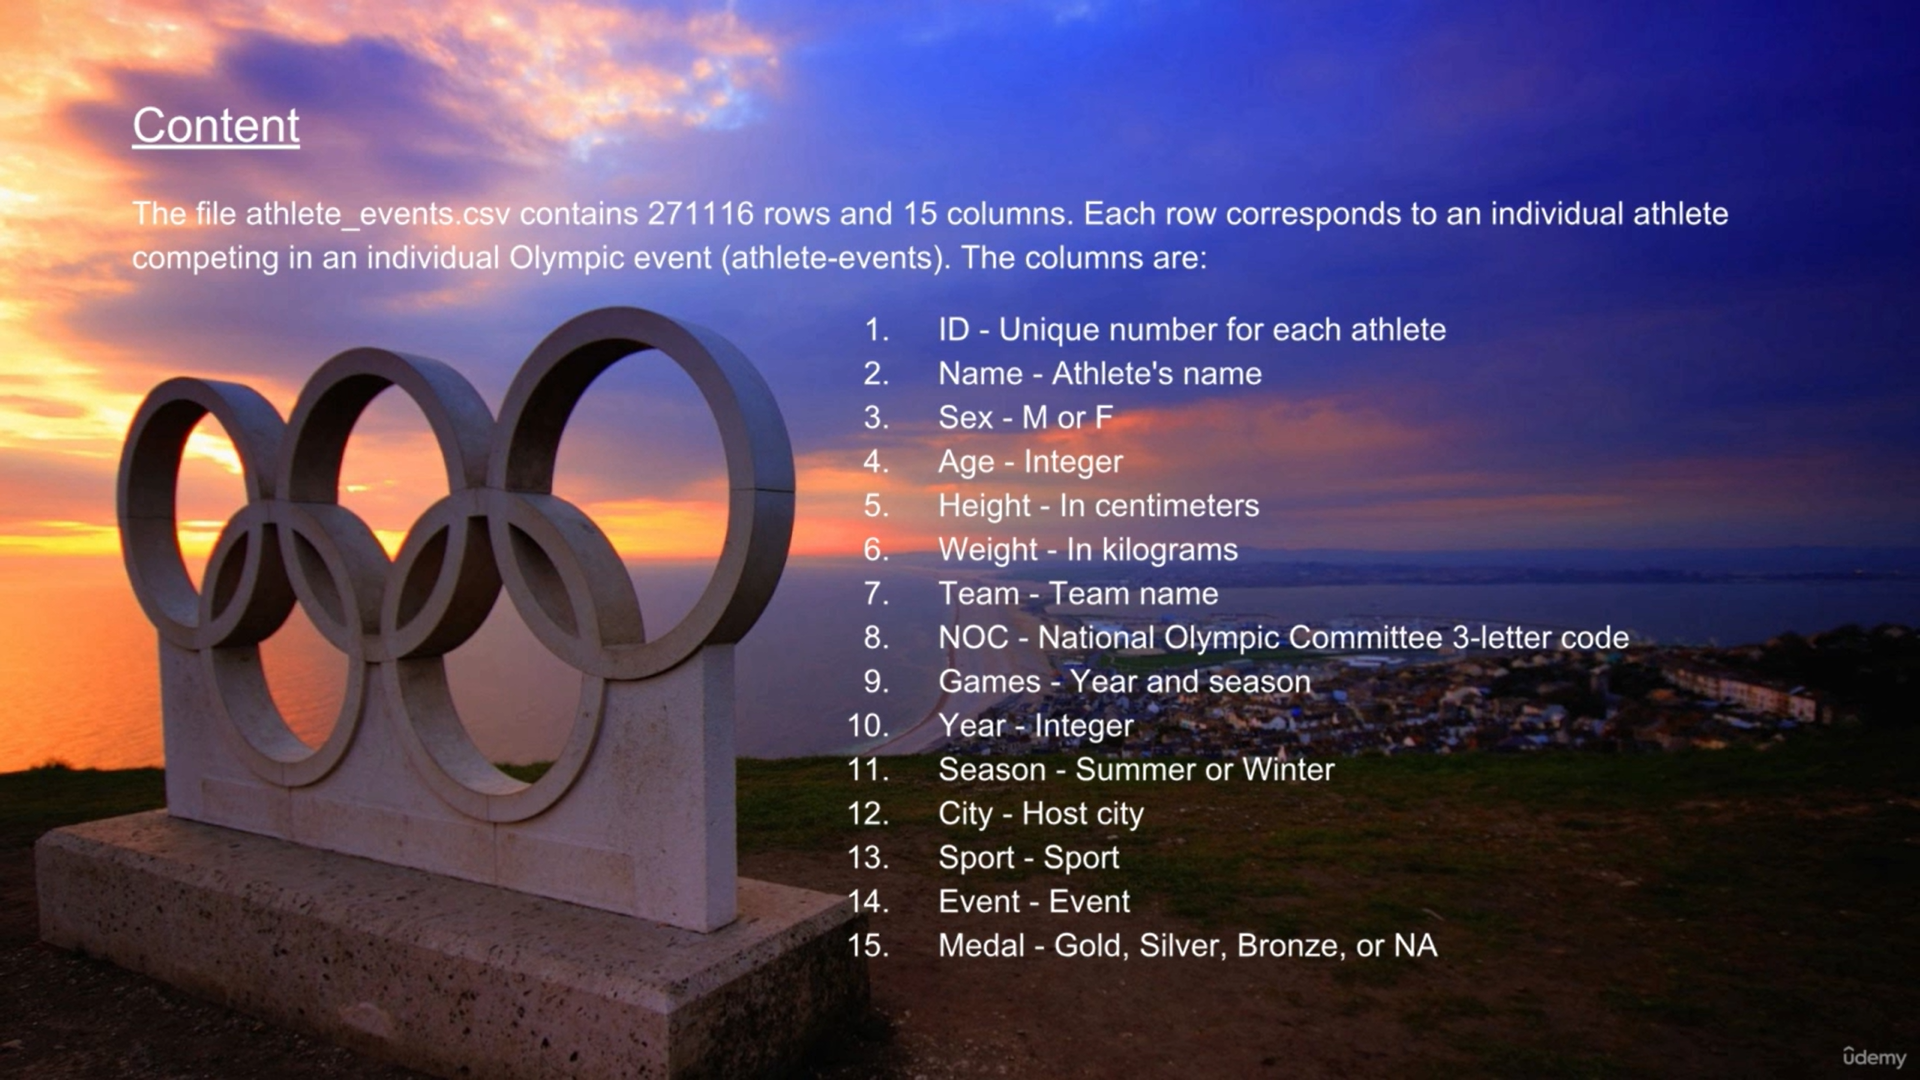 Content
The file athlete_events.csv contains 271116 rows and 15 columns. Each row corresponds to an individual athlete
competing in an individual Olympic event (athlete-events). The columns are:
1. ID - Unique number for each athlete
2. Name - Athlete's name
3. Sex - M or F
4. Age - Integer
5. Height - In centimeters
6. Weight - In kilograms
7. Team - Team name
8. NOC - National Olympic Committee 3-letter code
9. Games - Year and season
10. Year - Integer
11. Season - Summer or Winter
12. City - Host city
13. Sport - Sport
14. Event - Event
15. Medal - Gold, Silver, Bronze, or NA
ûdemy